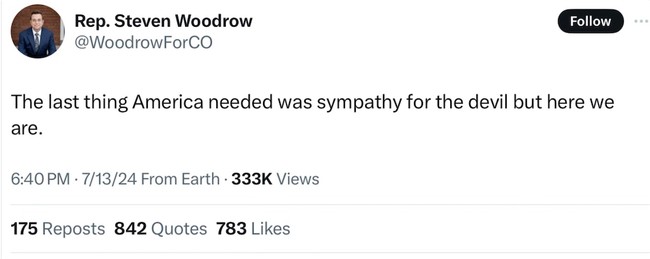 Rep. Steven Woodrow
@WoodrowForCO
Follow
The last thing America needed was sympathy for the devil but here we
are.
6:40 PM · 7/13/24 From Earth · 333K Views
175 Reposts 842 Quotes 783 Likes